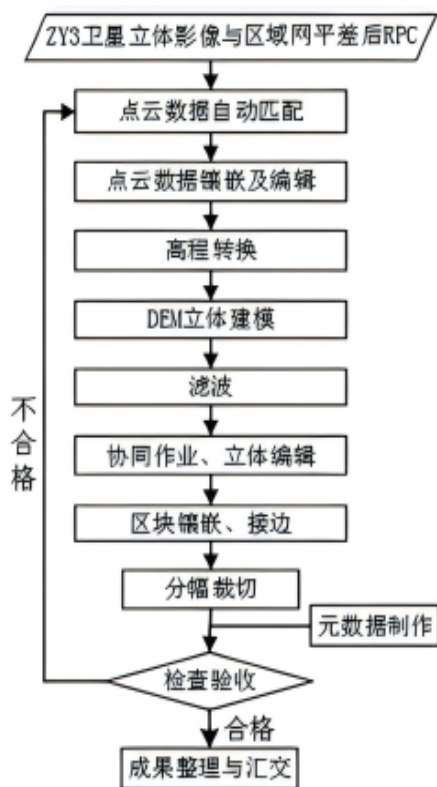 ZY3卫星立体影像与区域网平差后RPC
点云数据自动匹配
点云数据镶嵌及编辑
高程转换
DEM立体建模
滤波
不合格
协同作业、立体编辑
区块镶嵌、接边
分幅裁切
元数据制作
检查验收
合格
成果整理与汇交